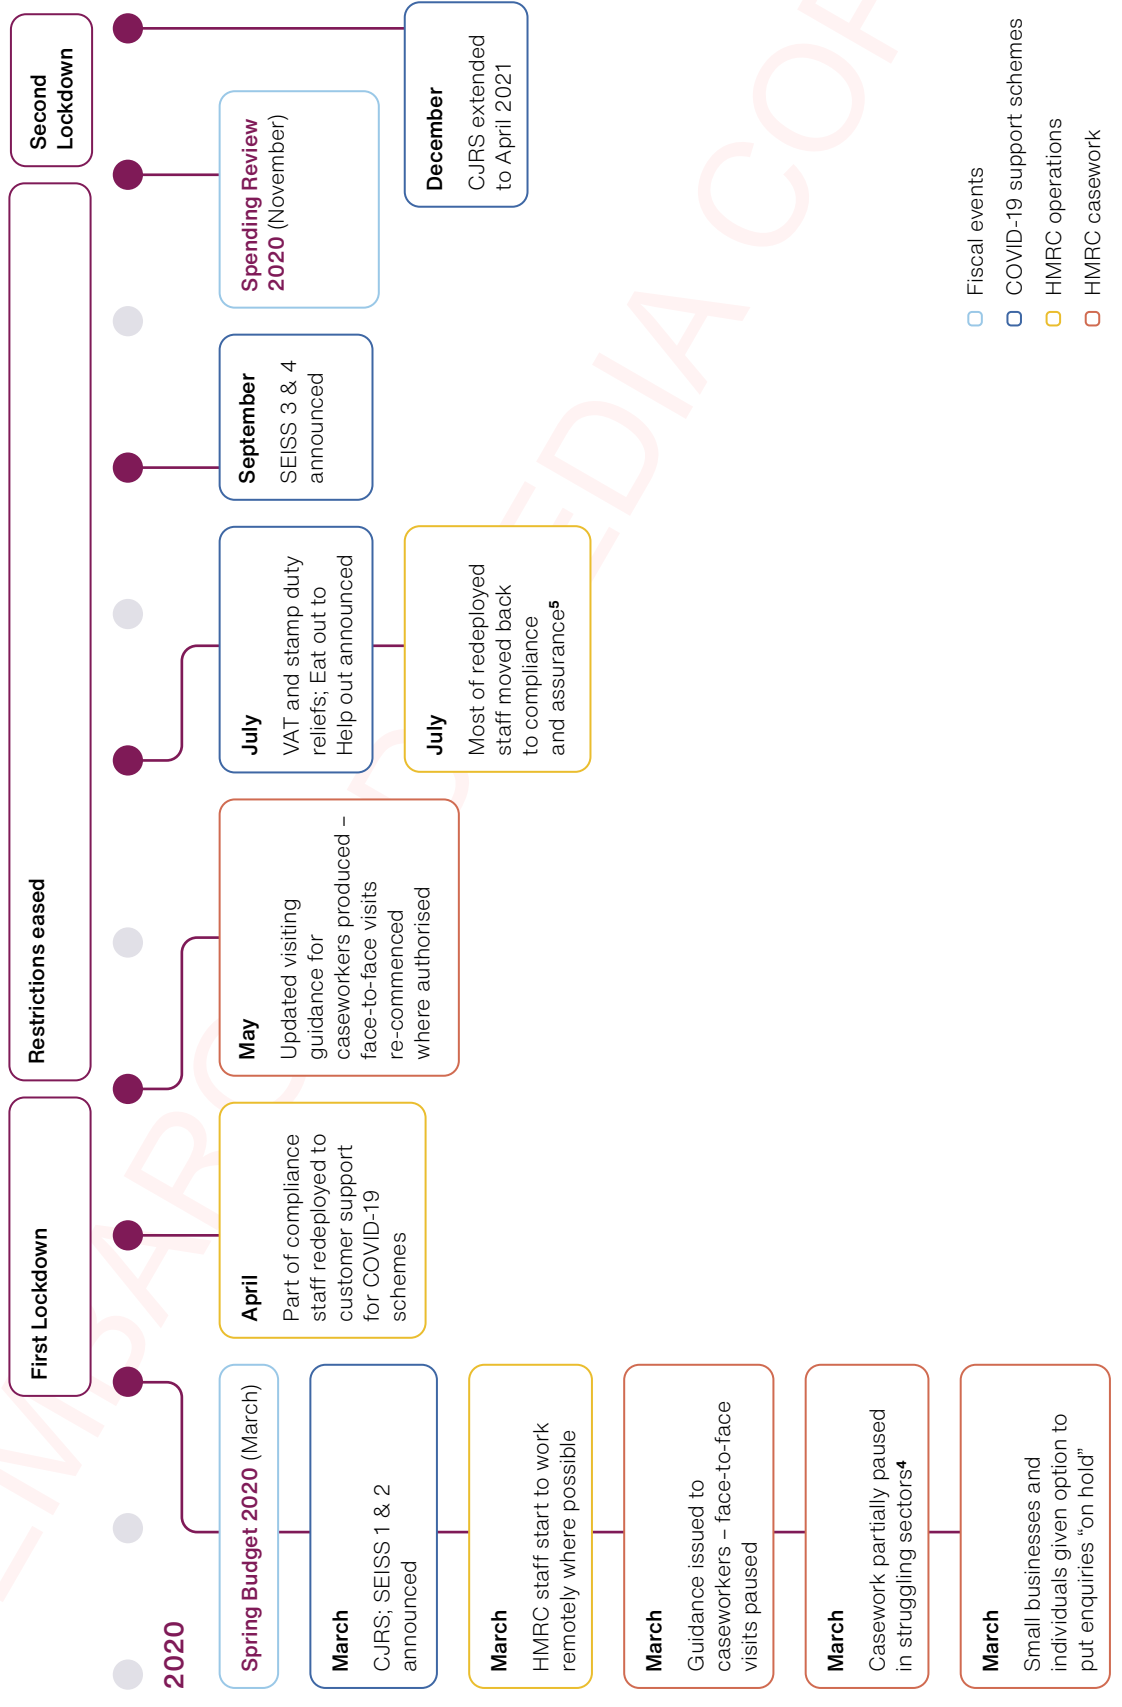 First Lockdown
Restrictions eased
Second
Lockdown
2020
Spring Budget 2020 (March)
March
CJRS; SEISS 1 & 2
announced
March
HMRC staff start to work
remotely where possible
March
Guidance issued to
caseworkers – face-to-face
visits paused
March
Casework partially paused
in struggling sectors⁴
March
Small businesses and
individuals given option to
put enquiries “on hold”
April
Part of compliance
staff redeployed to
customer support
for COVID-19
schemes
May
Updated visiting
guidance for
caseworkers produced –
face-to-face visits
re-commenced
where authorised
July
VAT and stamp duty
reliefs; Eat out to
Help out announced
July
Most of redeployed
staff moved back
to compliance
and assurance⁵
September
SEISS 3 & 4
announced
Spending Review
2020 (November)
December
CJRS extended
to April 2021
Fiscal events
COVID-19 support schemes
HMRC operations
HMRC casework